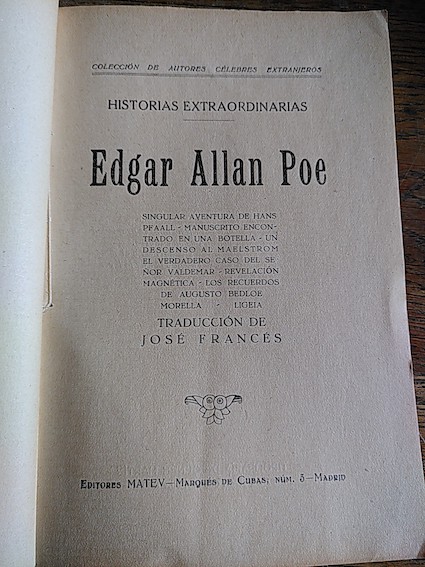 COLECCIÓN DE AUTORES CÉLEBRES EXTRANJEROS
HISTORIAS EXTRAORDINARIAS
Edgar Allan Poe
SINGULAR AVENTURA DE HANS
PFAALL - MANUSCRITO ENCON-
TRADO EN UNA BOTELLA - UN
DESCENSO AL MAELSTROM
EL VERDADERO CASO DEL SE-
ÑOR VALDEMAR - REVELACIÓN
MAGNÉTICA - LOS RECUERDOS
DE AUGUSTO BEDLOE
MORELLA - LIGEIA
TRADUCCIÓN DE
JOSÉ FRANCÉS
EDITORES MATEV—MARQUÉS DE CUBAS, NÚM. 3—MADRID